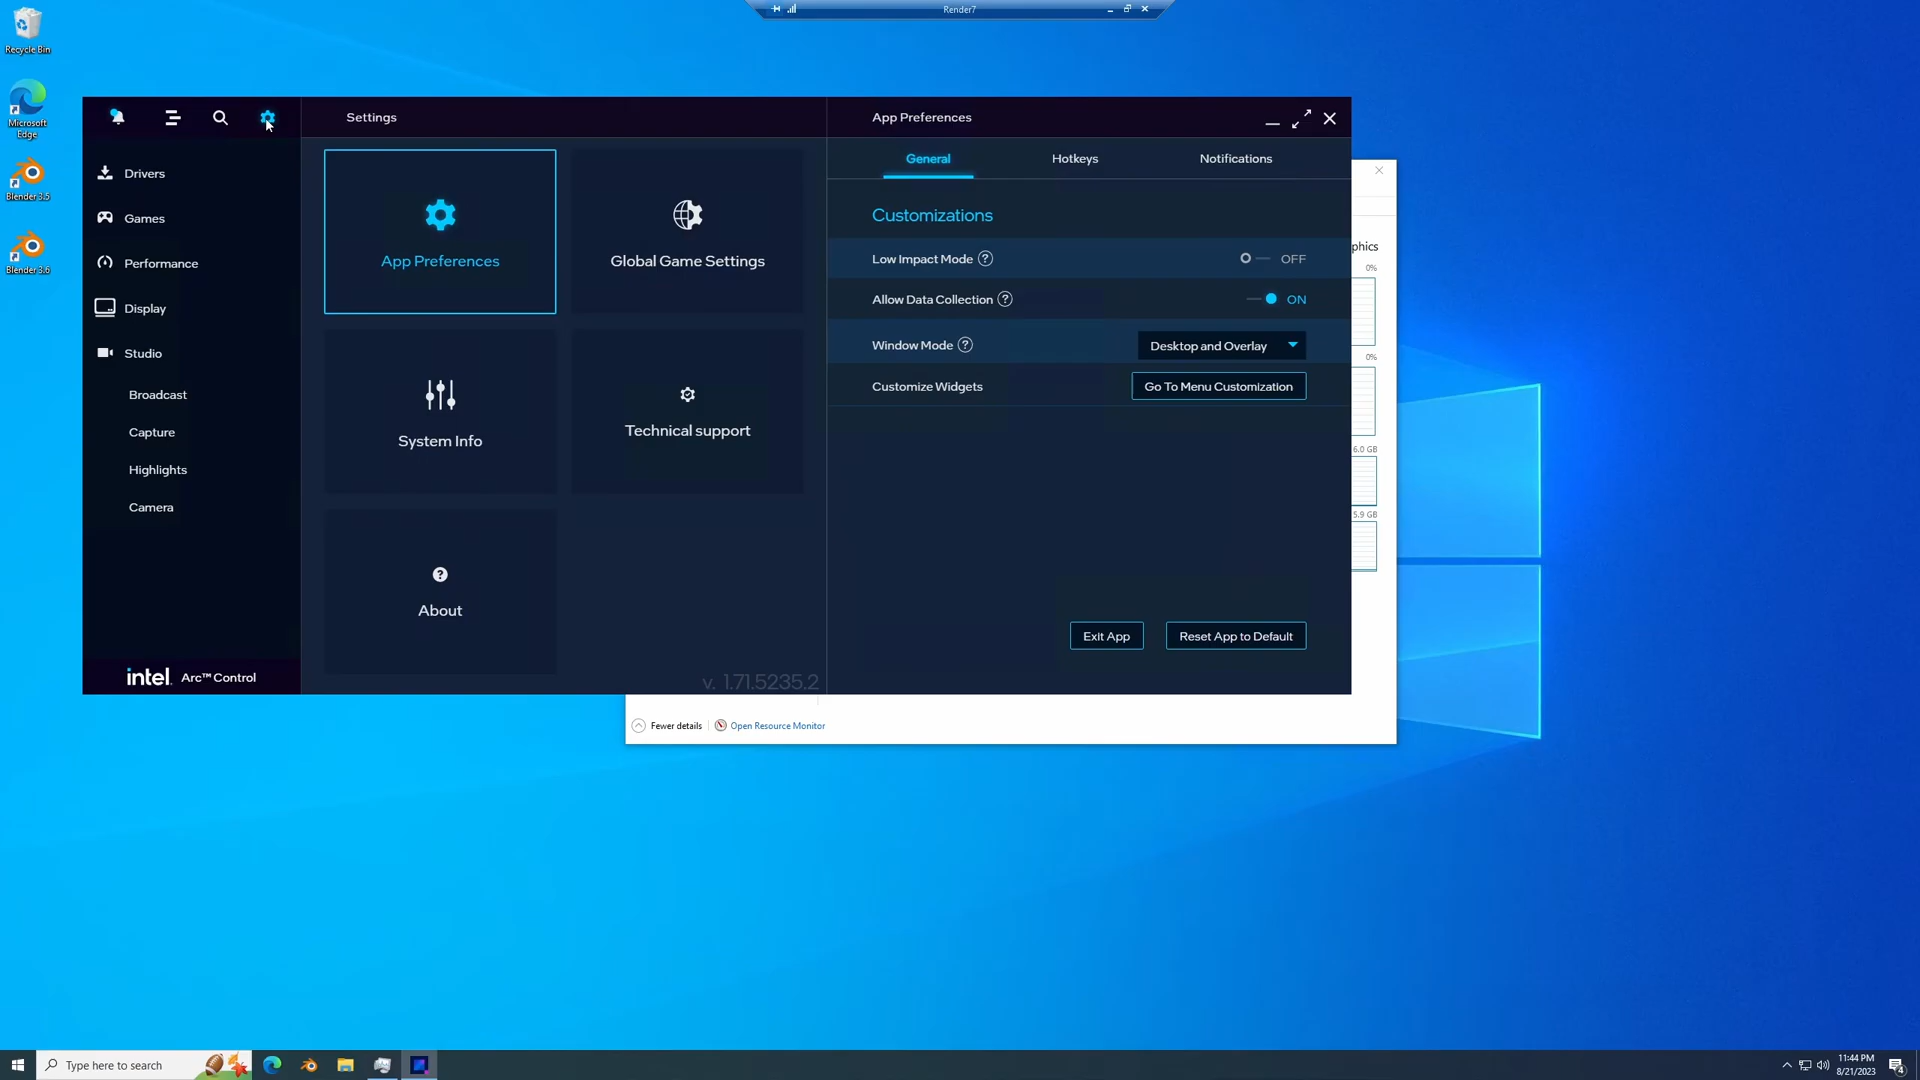 Render7
Recycle Bin
Microsoft
Edge
Blender 3.5
Blender 3.6
Settings
App Preferences
Drivers
Games
Performance
Display
Studio
Broadcast
Capture
Highlights
Camera
intel. Arc™ Control
App Preferences
Global Game Settings
System Info
Technical support
About
v. 1.71.5235.2
General
Hotkeys
Notifications
Customizations
Low Impact Mode ?
OFF
Allow Data Collection ?
ON
Window Mode ?
Desktop and Overlay
Customize Widgets
Go To Menu Customization
Exit App
Reset App to Default
phics
0%
0%
6.0 GB
5.9 GB
Fewer details
Open Resource Monitor
Type here to search
11:44 PM
8/21/2023
4